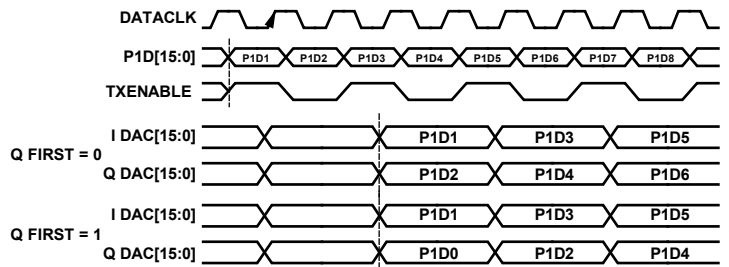 DATACLK
P1D[15:0] P1D1 P1D2 P1D3 P1D4 P1D5 P1D6 P1D7 P1D8
TXENABLE
Q FIRST = 0
I DAC[15:0] P1D1 P1D3 P1D5
Q DAC[15:0] P1D2 P1D4 P1D6
Q FIRST = 1
I DAC[15:0] P1D1 P1D3 P1D5
Q DAC[15:0] P1D0 P1D2 P1D4